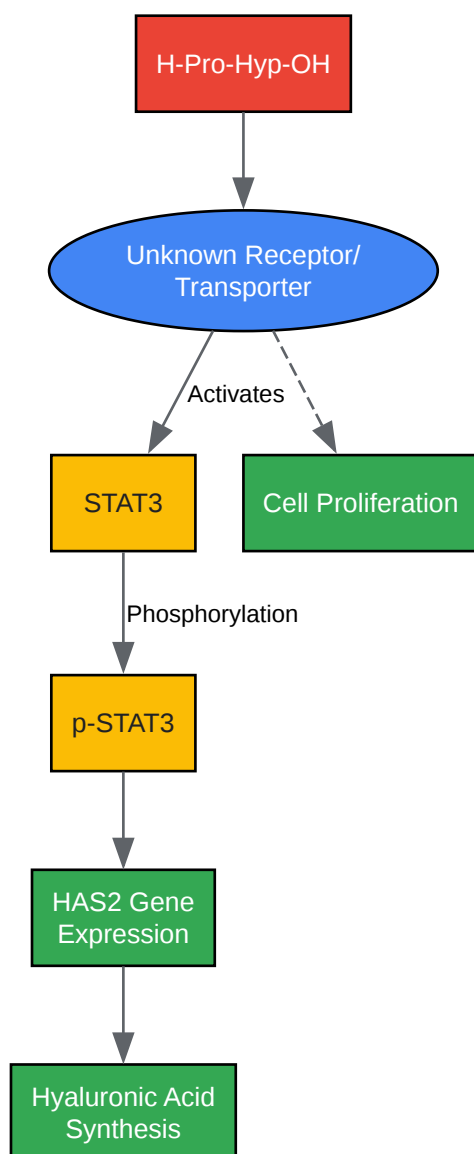 H-Pro-Hyp-OH
Unknown Receptor/
Transporter
Activates
STAT3
Cell Proliferation
Phosphorylation
p-STAT3
HAS2 Gene
Expression
Hyaluronic Acid
Synthesis